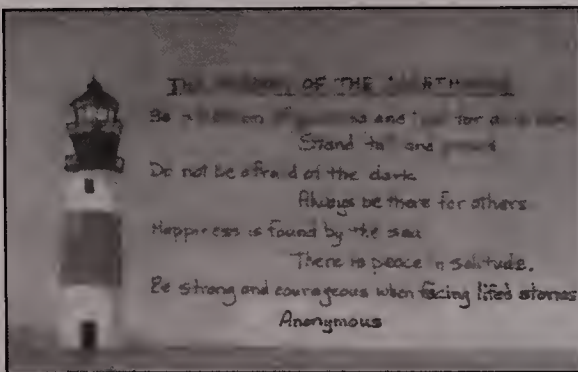 OF THE
Be and for
Stand and
Do not be afraid of the dark
Always be there for others
Happiness is found by the sea
There is peace in solitude.
Be strong and courageous when facing life's storms
Anonymous